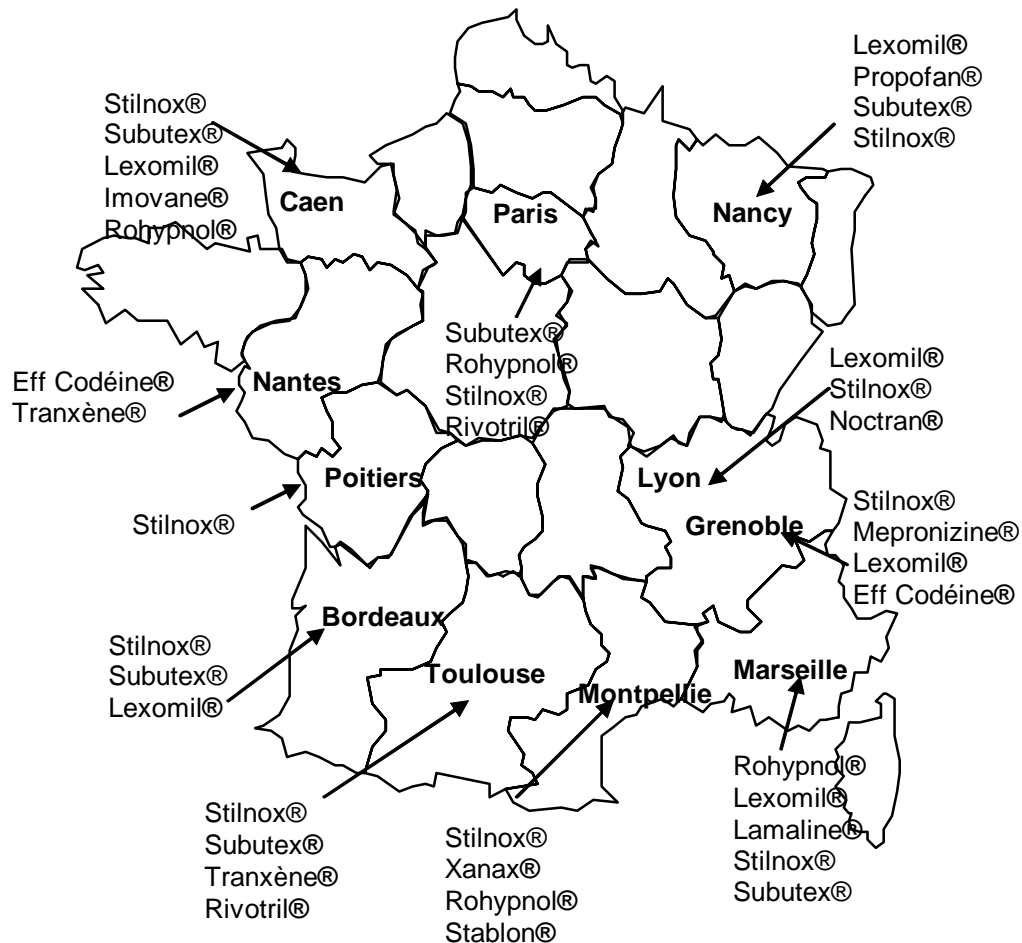 Lexomil®
Propofan®
Subutex®
Stilnox®
Stilnox®
Subutex®
Lexomil®
Imovane®
Rohypnol®
Caen
Paris
Nancy
Subutex®
Rohypnol®
Stilnox®
Rivotril®
Eff Codéine®
Tranxène®
Nantes
Lexomil®
Stilnox®
Noctran®
Poitiers
Stilnox®
Lyon
Grenoble
Stilnox®
Mepronizine®
Lexomil®
Eff Codéine®
Bordeaux
Stilnox®
Subutex®
Lexomil®
Toulouse
Montpellie
Marseille
Stilnox®
Subutex®
Tranxène®
Rivotril®
Stilnox®
Xanax®
Rohypnol®
Stablon®
Rohypnol®
Lexomil®
Lamaline®
Stilnox®
Subutex®